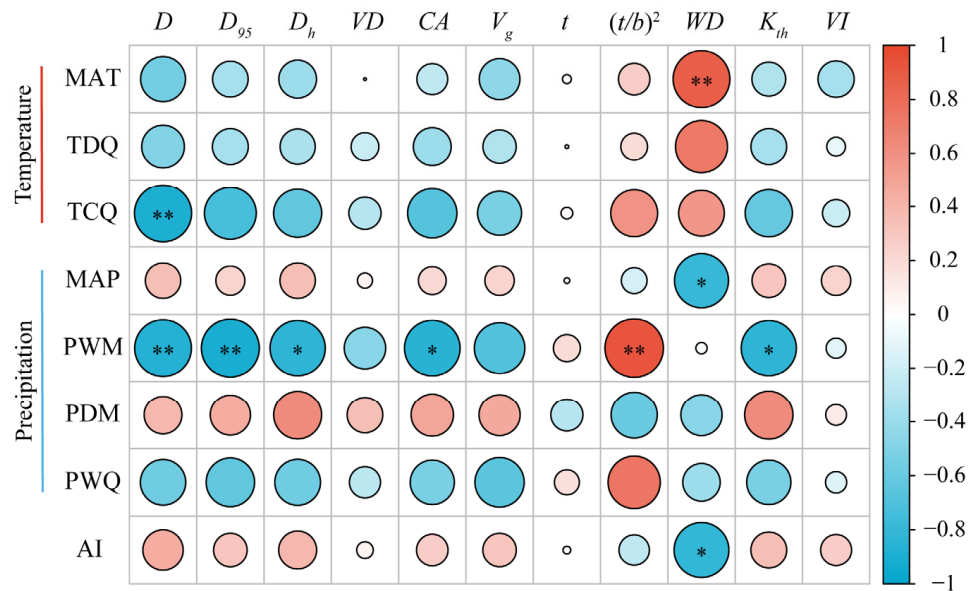 D D95 Dh VD CA Vg t (t/b)² WD Kth VI
Temperature
MAT **
TDQ
TCQ **
Precipitation
MAP *
PWM ** ** * * ** *
PDM
PWQ
AI *
1
0.8
0.6
0.4
0.2
0
−0.2
−0.4
−0.6
−0.8
−1